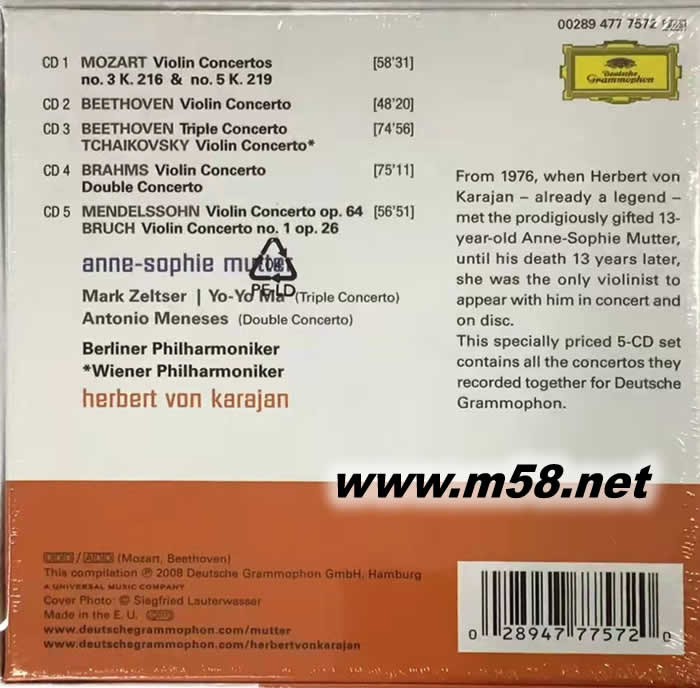 00289 477 7572
Deutsche
Grammophon
CD 1 MOZART Violin Concertos [58'31]
no. 3 K. 216 & no. 5 K. 219
CD 2 BEETHOVEN Violin Concerto [48'20]
CD 3 BEETHOVEN Triple Concerto [74'56]
TCHAIKOVSKY Violin Concerto*
CD 4 BRAHMS Violin Concerto [75'11]
Double Concerto
CD 5 MENDELSSOHN Violin Concerto op. 64 [56'51]
BRUCH Violin Concerto no. 1 op. 26
anne-sophie mutter
PE-LD
Mark Zeltser | Yo-Yo Ma (Triple Concerto)
Antonio Meneses (Double Concerto)
Berliner Philharmoniker
*Wiener Philharmoniker
herbert von karajan
From 1976, when Herbert von
Karajan – already a legend –
met the prodigiously gifted 13-
year-old Anne-Sophie Mutter,
until his death 13 years later,
she was the only violinist to
appear with him in concert and
on disc.
This specially priced 5-CD set
contains all the concertos they
recorded together for Deutsche
Grammophon.
www.m58.net
DDD / ADD (Mozart, Beethoven)
This compilation ℗ 2008 Deutsche Grammophon GmbH, Hamburg
A UNIVERSAL MUSIC COMPANY
Cover Photo: © Siegfried Lauterwasser
Made in the E. U.
www.deutschegrammophon.com/mutter
www.deutschegrammophon.com/herbertvonkarajan
0 28947 77572 0